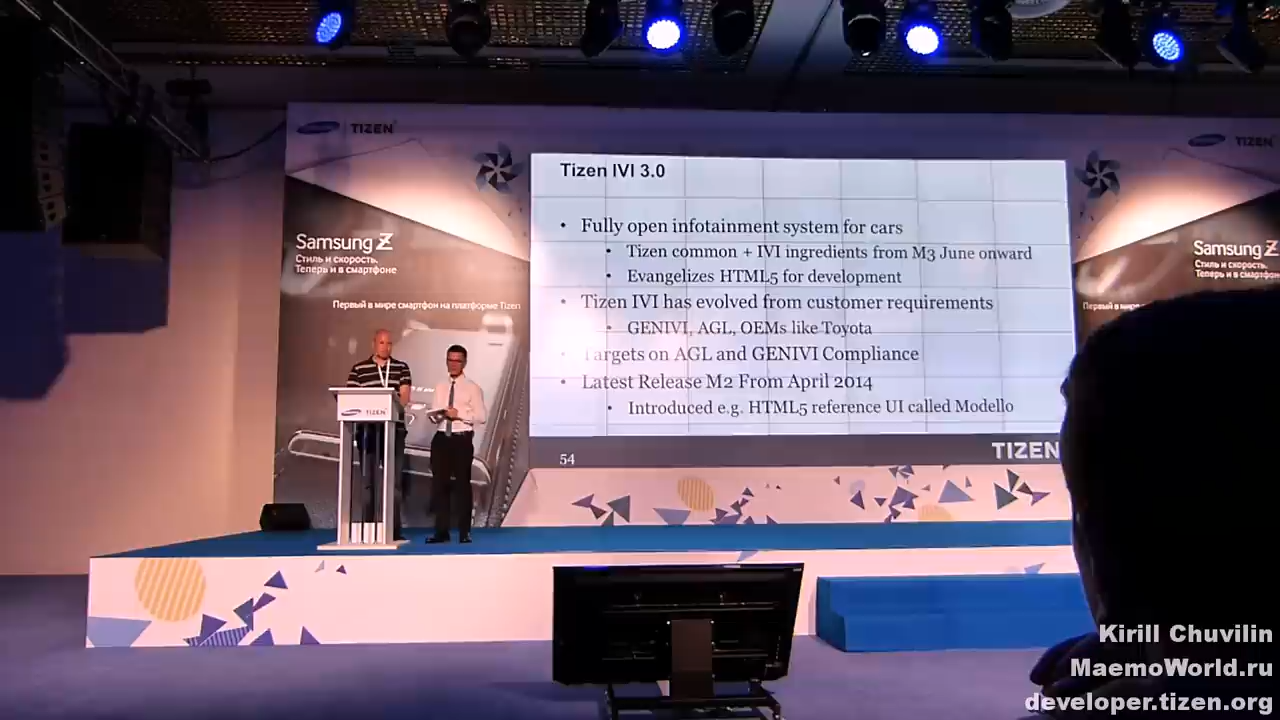 SAMSUNG TIZEN
SAMSUNG TIZEN
Samsung Z
Стиль и скорость.
Теперь и в смартфоне
Первый в мире смартфон на платформе Tizen
Tizen IVI 3.0
• Fully open infotainment system for cars
• Tizen common + IVI ingredients from M3 June onward
• Evangelizes HTML5 for development
• Tizen IVI has evolved from customer requirements
• GENIVI, AGL, OEMs like Toyota
• Targets on AGL and GENIVI Compliance
• Latest Release M2 From April 2014
• Introduced e.g. HTML5 reference UI called Modello
54
TIZEN
Samsung Z
Стиль и скорость.
Теперь и в смартфоне
Первый в мире
SAMSUNG TIZEN
Kirill Chuvilin
MaemoWorld.ru
developer.tizen.org